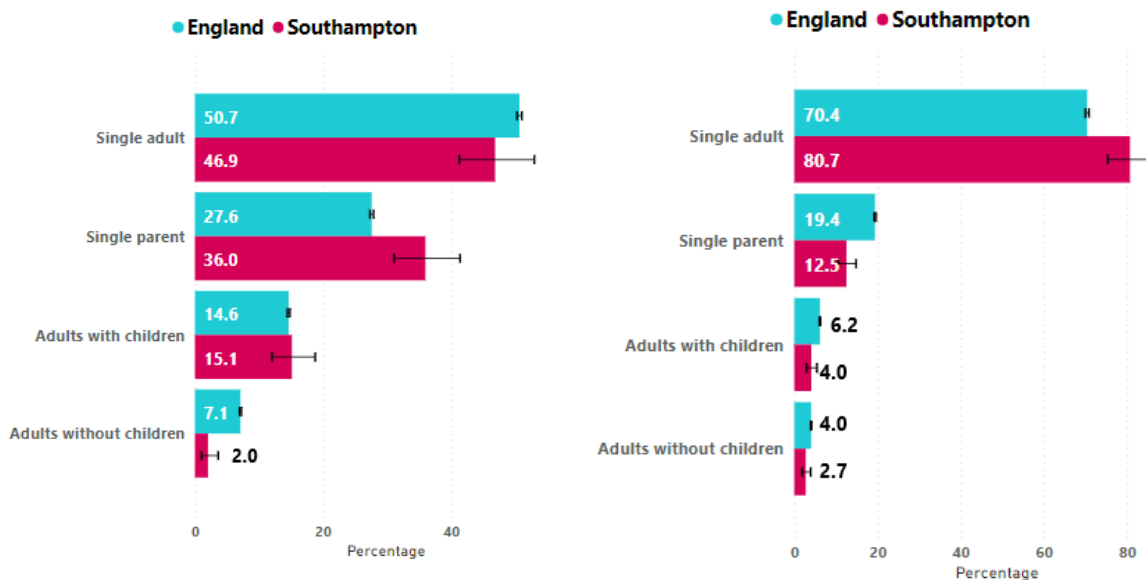 England Southampton
Single adult
50.7
46.9
Single parent
27.6
36.0
Adults with children
14.6
15.1
Adults without children
7.1
2.0
0 20 40
Percentage
England Southampton
Single adult
70.4
80.7
Single parent
19.4
12.5
Adults with children
6.2
4.0
Adults without children
4.0
2.7
0 20 40 60 80
Percentage